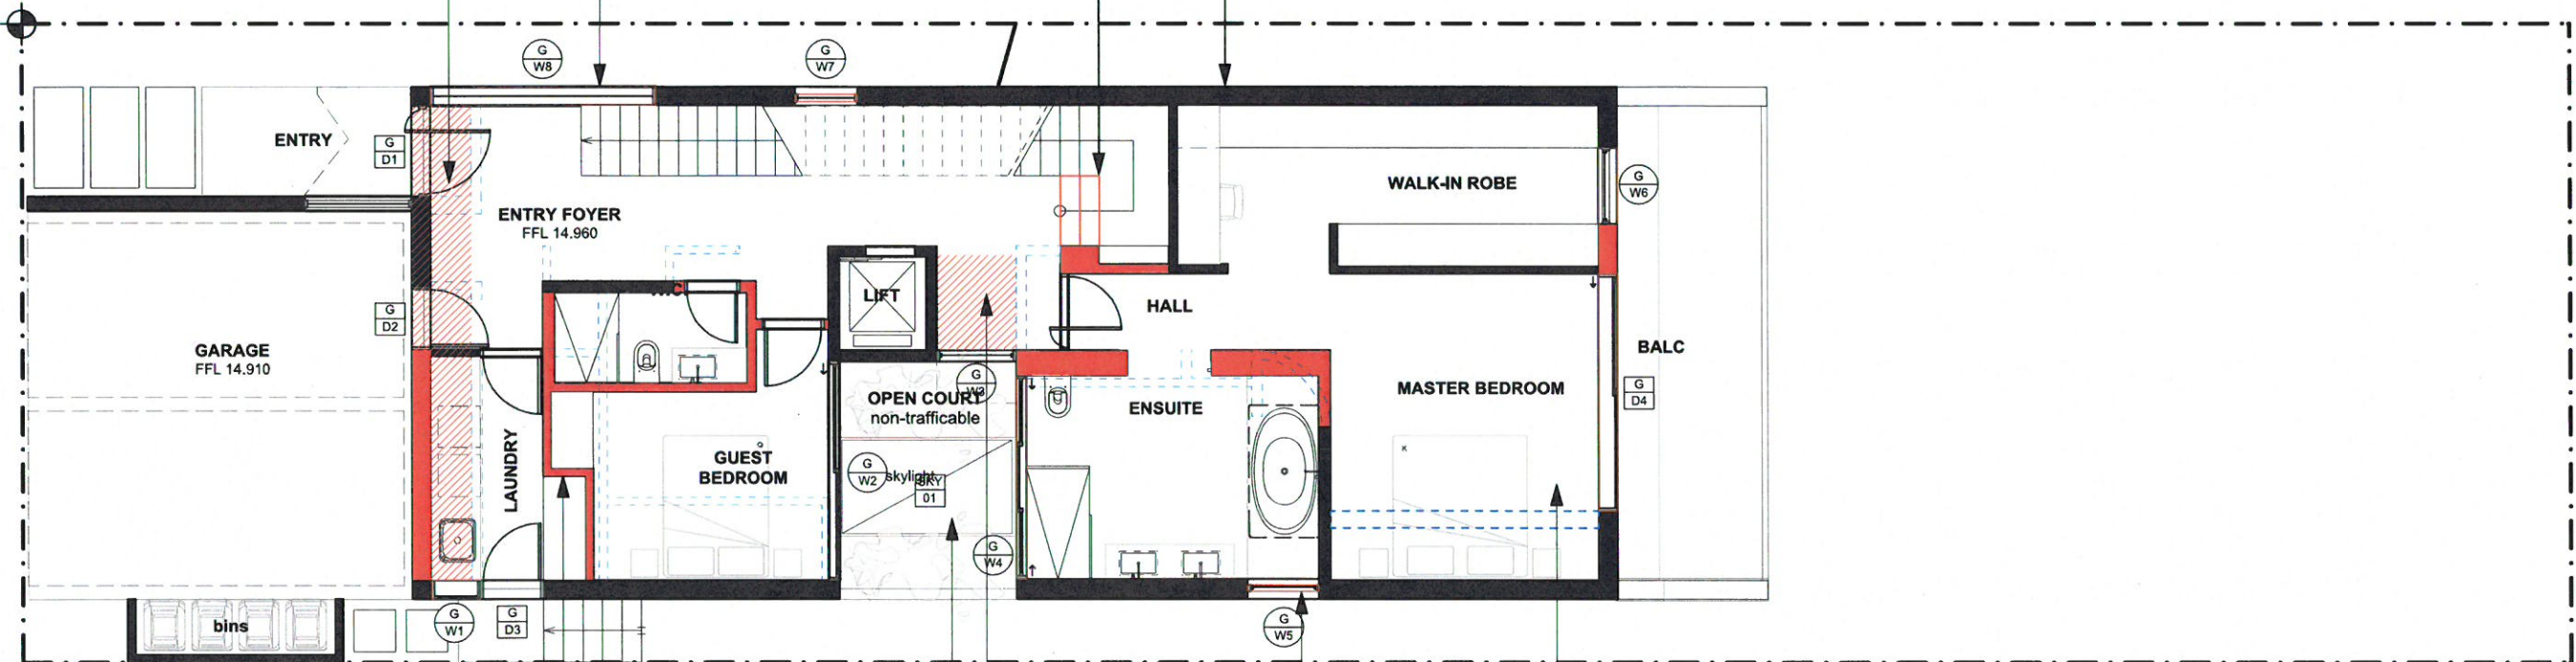 G
W8
G
W7
ENTRY
G
D1
WALK-IN ROBE
G
W6
ENTRY FOYER
FFL 14.960
LIFT
HALL
G
D2
GARAGE
FFL 14.910
BALC
G
W3
OPEN COURT
non-trafficable
ENSUITE
MASTER BEDROOM
G
D4
LAUNDRY
GUEST
BEDROOM
G
W2
skylight
SKY
01
G
W4
bins
G
W1
G
D3
G
W5